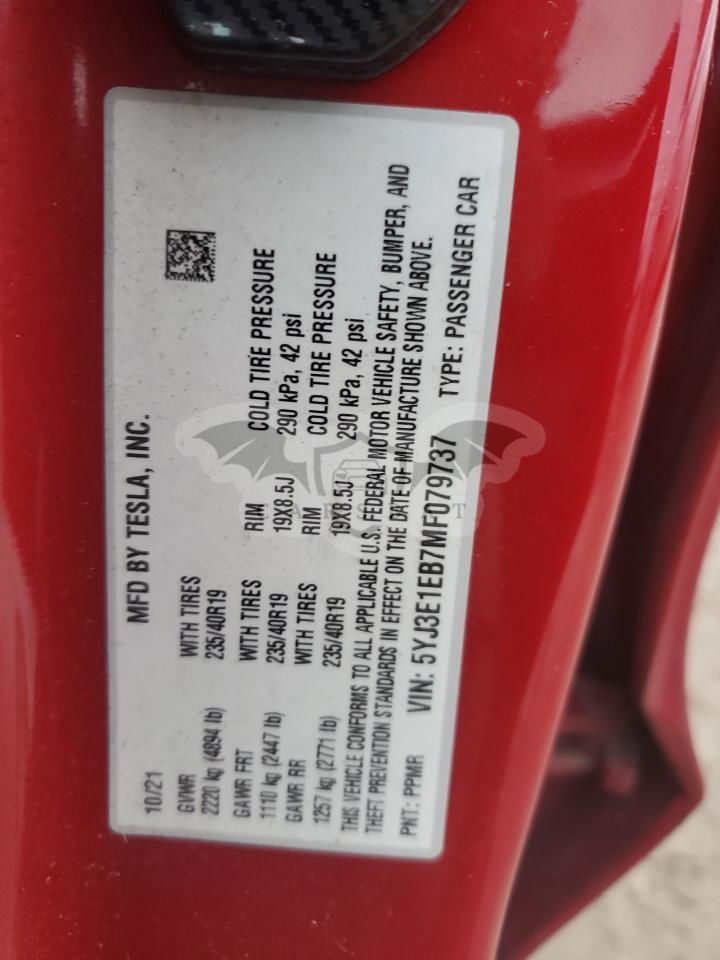 MFD BY TESLA, INC.
10/21
GVWR WITH TIRES
2220 kg (4894 lb) 235/40R19
GAWR FRT WITH TIRES RIM COLD TIRE PRESSURE
1110 kg (2447 lb) 235/40R19 19X8.5J 290 kPa, 42 psi
GAWR RR WITH TIRES RIM COLD TIRE PRESSURE
1257 kg (2771 lb) 235/40R19 19X8.5J 290 kPa, 42 psi
THIS VEHICLE CONFORMS TO ALL APPLICABLE U.S. FEDERAL MOTOR VEHICLE SAFETY, BUMPER, AND
THEFT PREVENTION STANDARDS IN EFFECT ON THE DATE OF MANUFACTURE SHOWN ABOVE.
PNT: PPMR VIN: 5YJ3E1EB7MF079737 TYPE: PASSENGER CAR